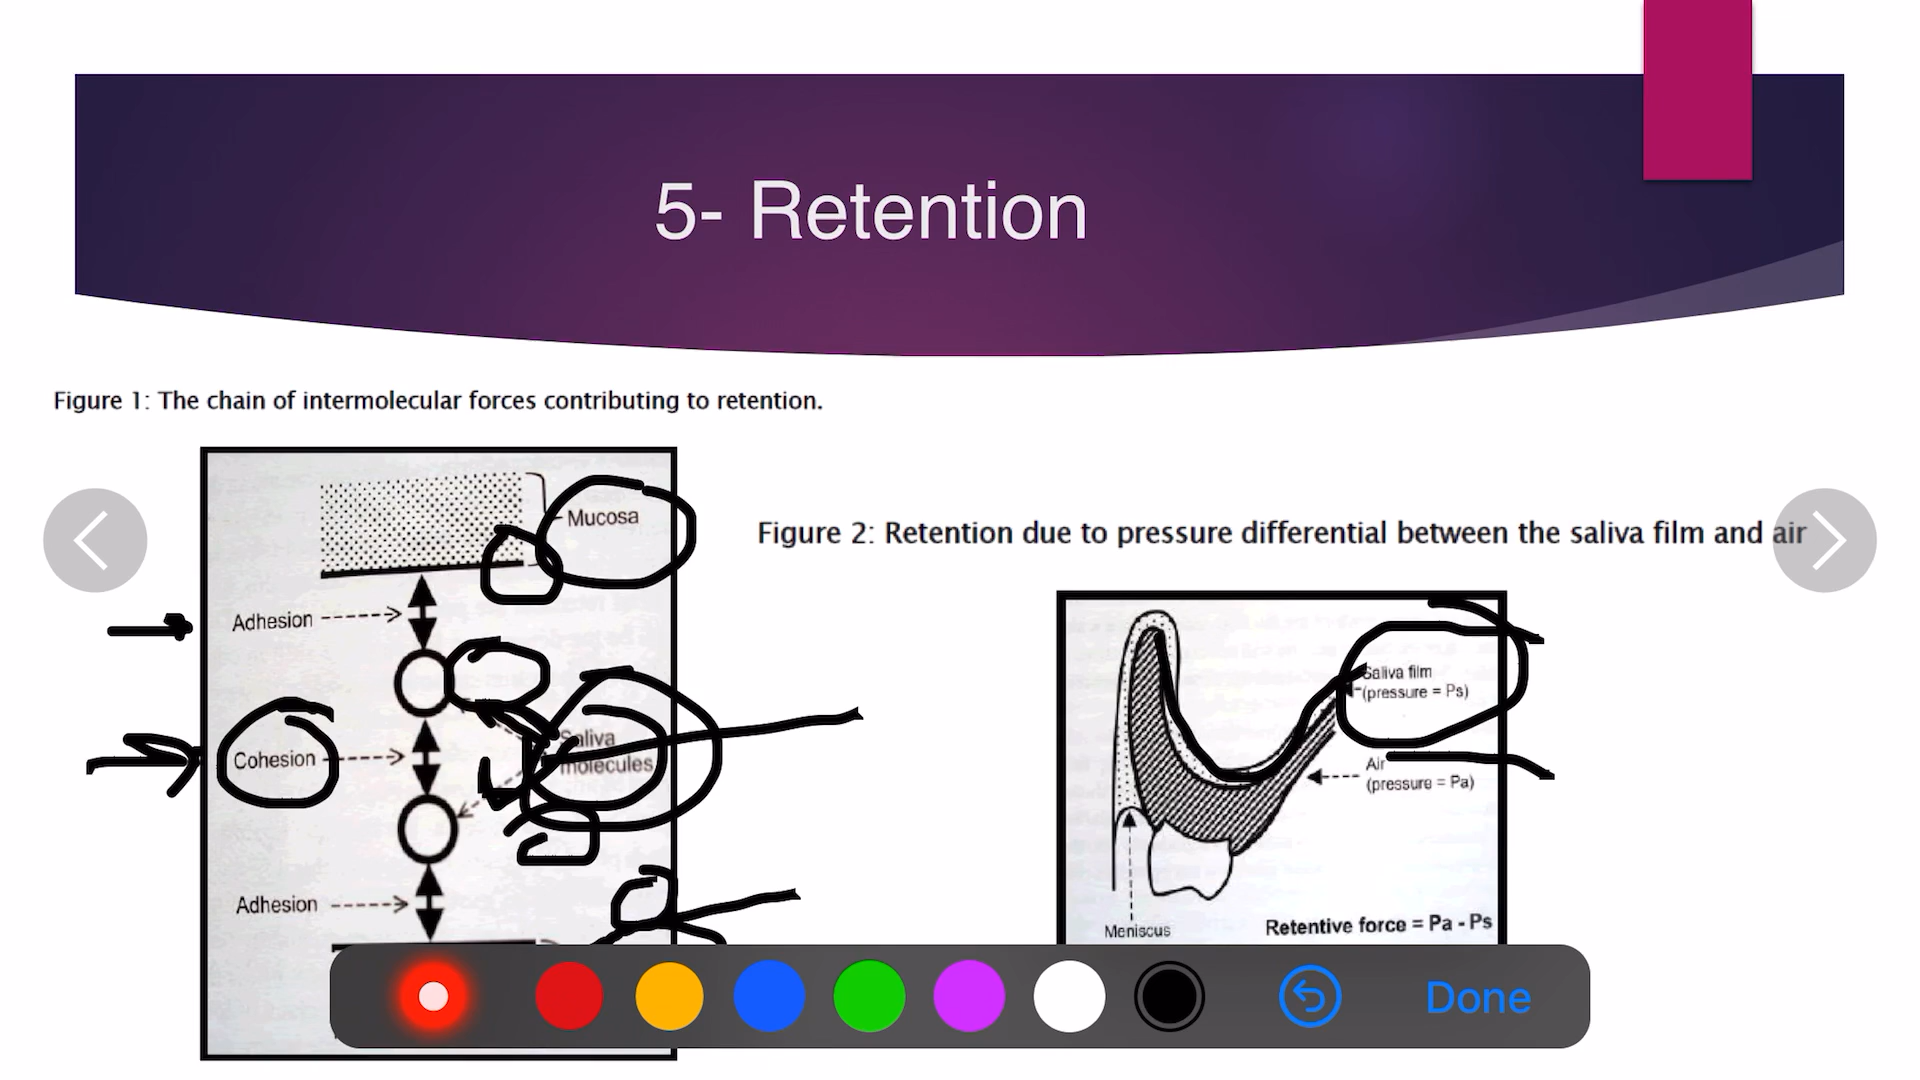 5- Retention
Figure 1: The chain of intermolecular forces contributing to retention.
Mucosa
Adhesion
Saliva
molecules
Cohesion
Adhesion
Figure 2: Retention due to pressure differential between the saliva film and air
Saliva film
(pressure = Ps)
Air
(pressure = Pa)
Meniscus
Retentive force = Pa - Ps
Done